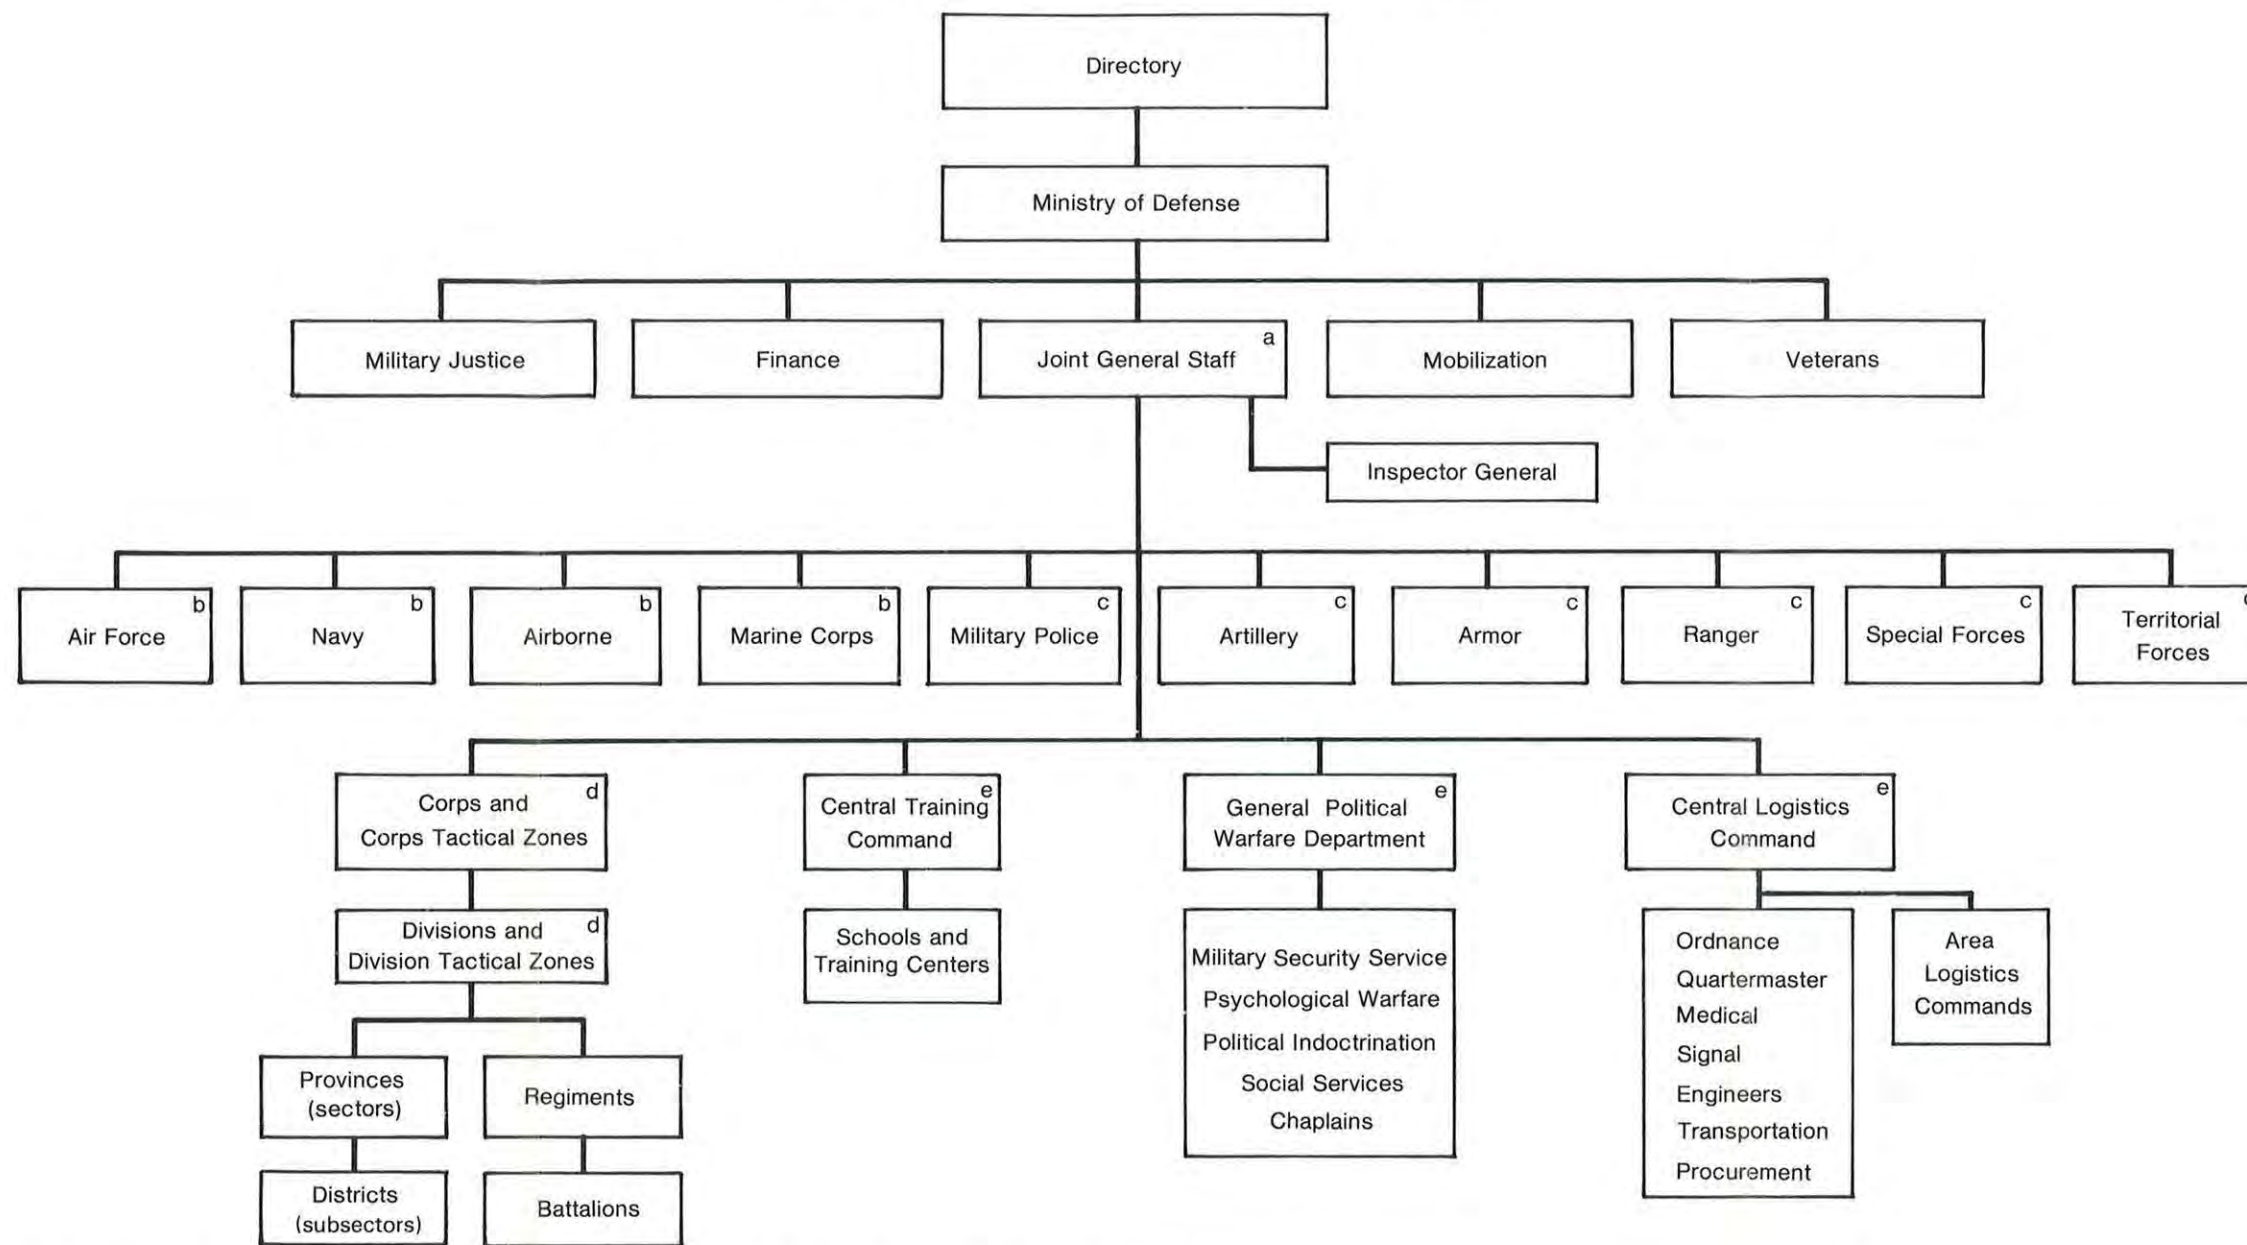 Directory
Ministry of Defense
Military Justice
Finance
Joint General Staff
a
Mobilization
Veterans
Inspector General
Air Force
b
Navy
b
Airborne
b
Marine Corps
b
Military Police
c
Artillery
c
Armor
c
Ranger
c
Special Forces
c
Territorial
Forces
Corps and
Corps Tactical Zones
d
Central Training
Command
e
General Political
Warfare Department
e
Central Logistics
Command
e
Divisions and
Division Tactical Zones
d
Schools and
Training Centers
Military Security Service
Psychological Warfare
Political Indoctrination
Social Services
Chaplains
Ordnance
Quartermaster
Medical
Signal
Engineers
Transportation
Procurement
Area
Logistics
Commands
Provinces
(sectors)
Regiments
Districts
(subsectors)
Battalions